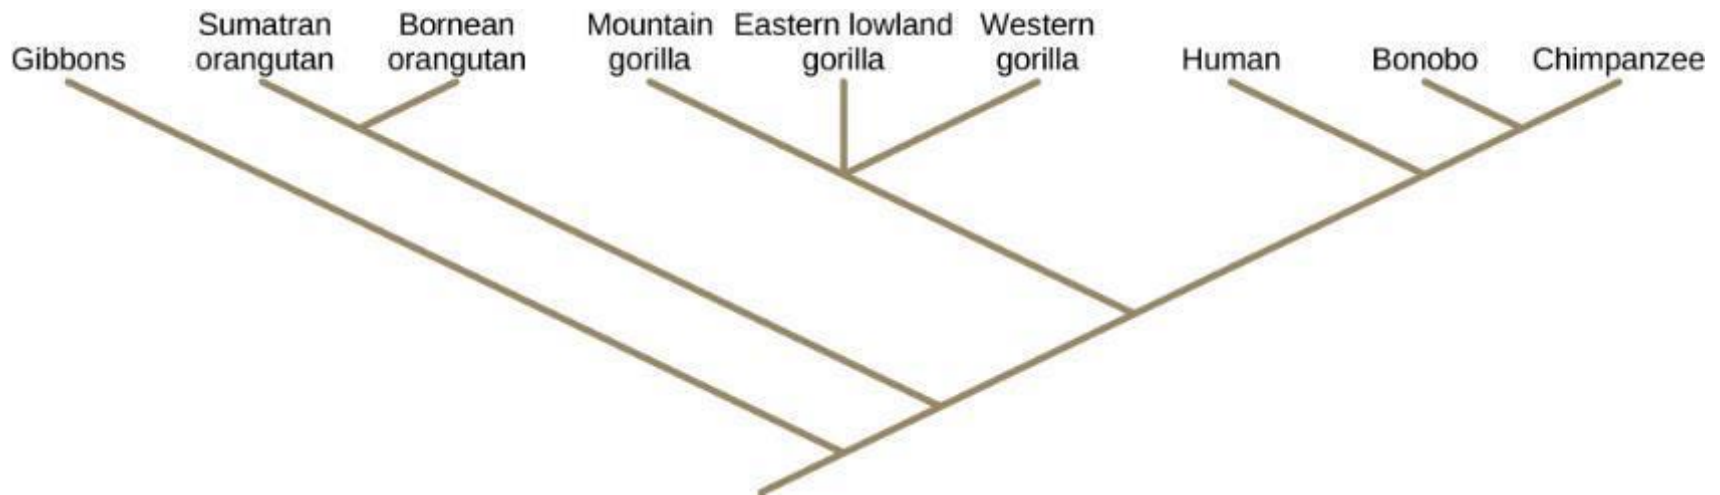 Gibbons
Sumatran
orangutan
Bornean
orangutan
Mountain
gorilla
Eastern lowland
gorilla
Western
gorilla
Human
Bonobo
Chimpanzee